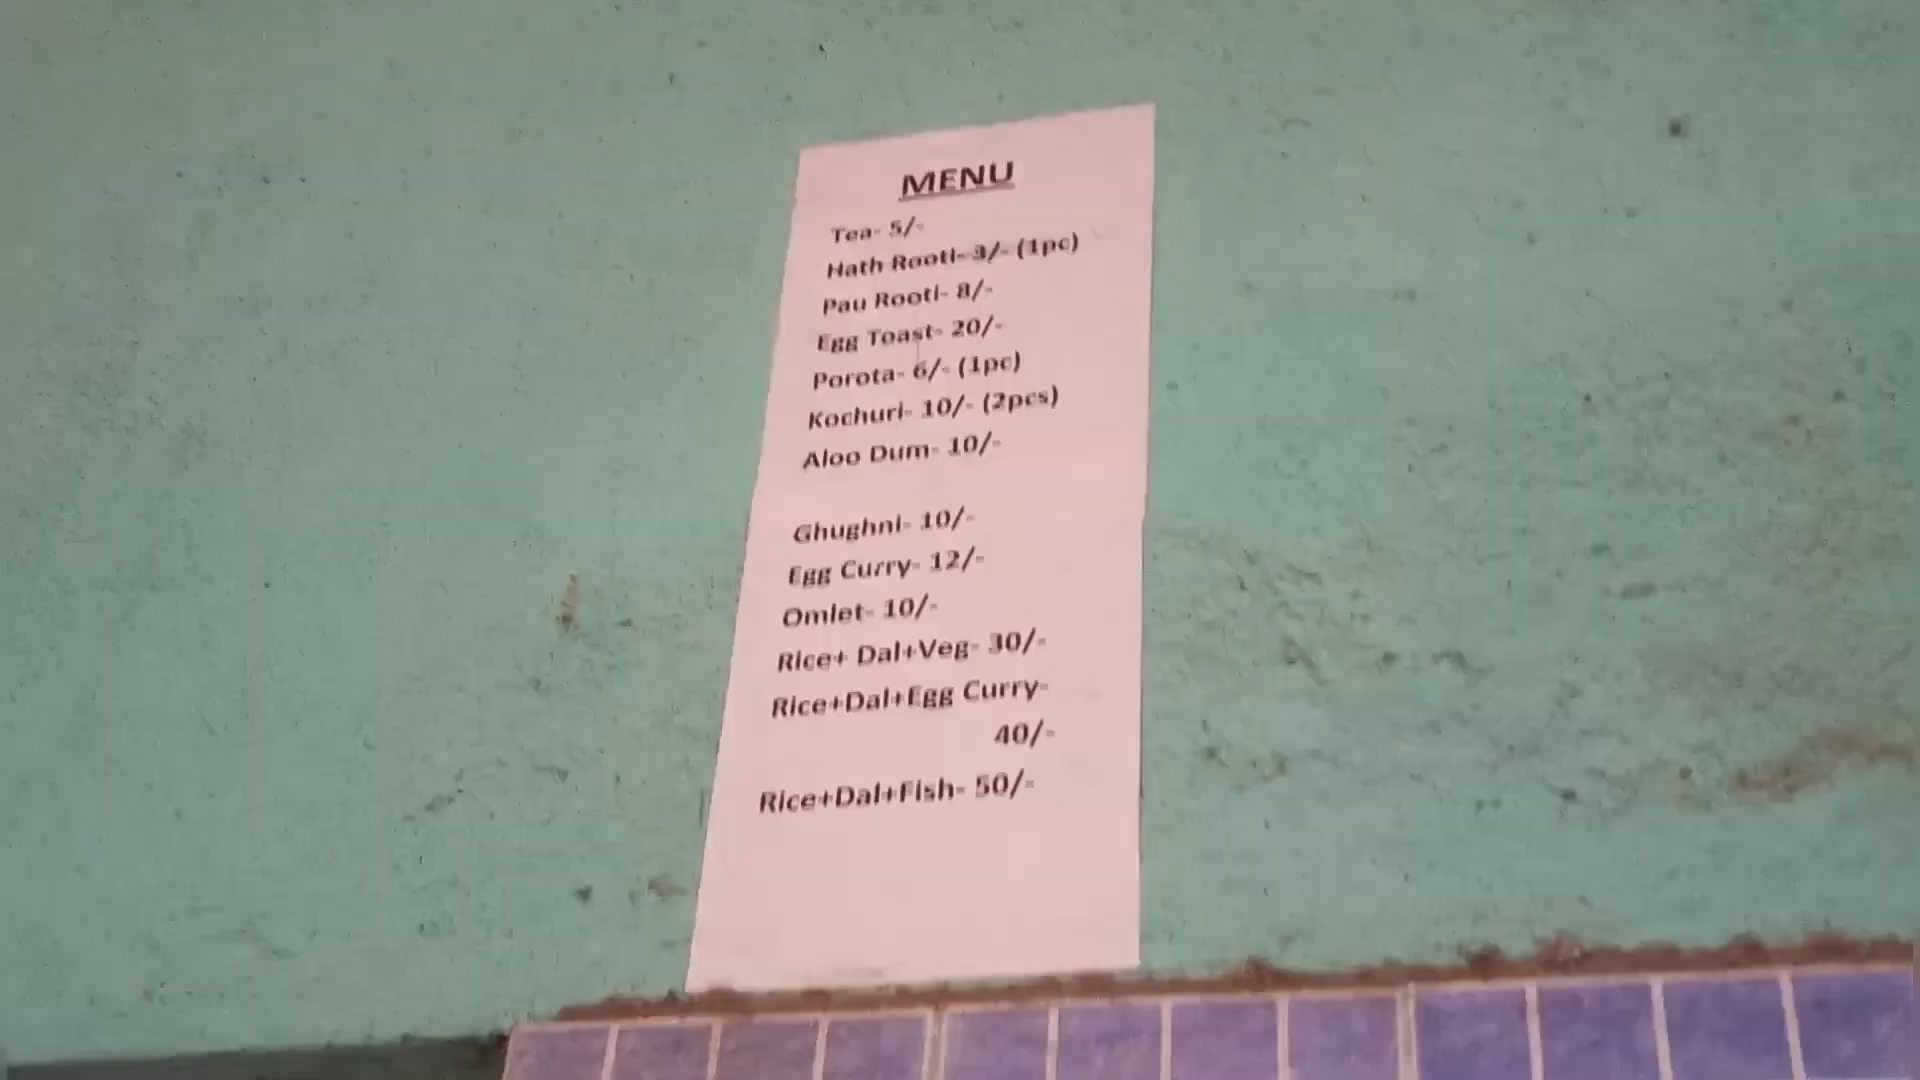 MENU
Tea- 5/-
Hath Rooti- 3/- (1pc)
Pau Rooti- 8/-
Egg Toast- 20/-
Porota- 6/- (1pc)
Kochuri- 10/- (2pcs)
Aloo Dum- 10/-
Ghughni- 10/-
Egg Curry- 12/-
Omlet- 10/-
Rice+ Dal+Veg- 30/-
Rice+Dal+Egg Curry-
40/-
Rice+Dal+Fish- 50/-